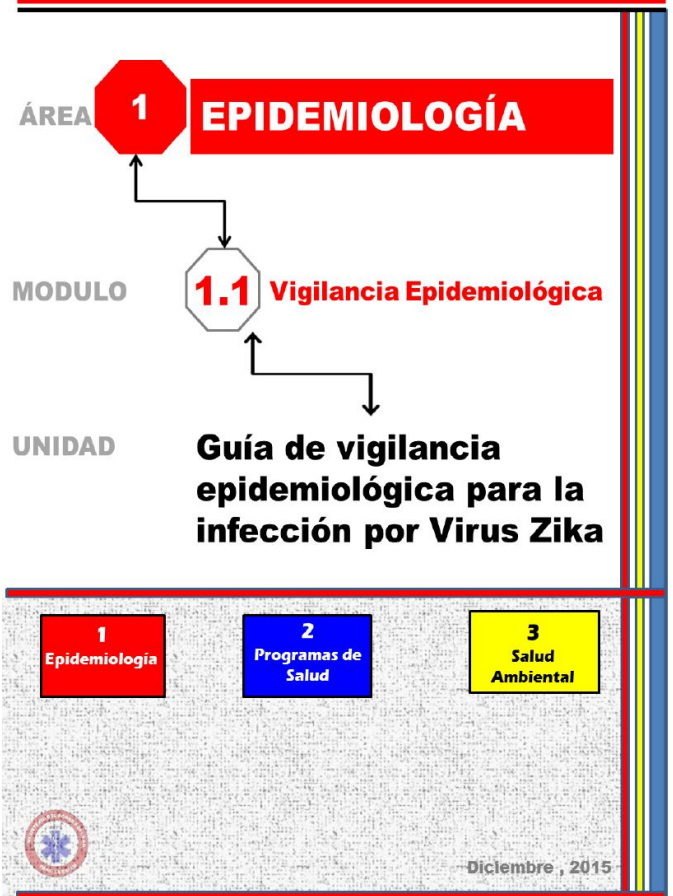 ÁREA
1
EPIDEMIOLOGÍA
MODULO
1.1
Vigilancia Epidemiológica
UNIDAD
Guía de vigilancia
epidemiológica para la
infección por Virus Zika
1
Epidemiología
2
Programas de
Salud
3
Salud
Ambiental
Diciembre , 2015